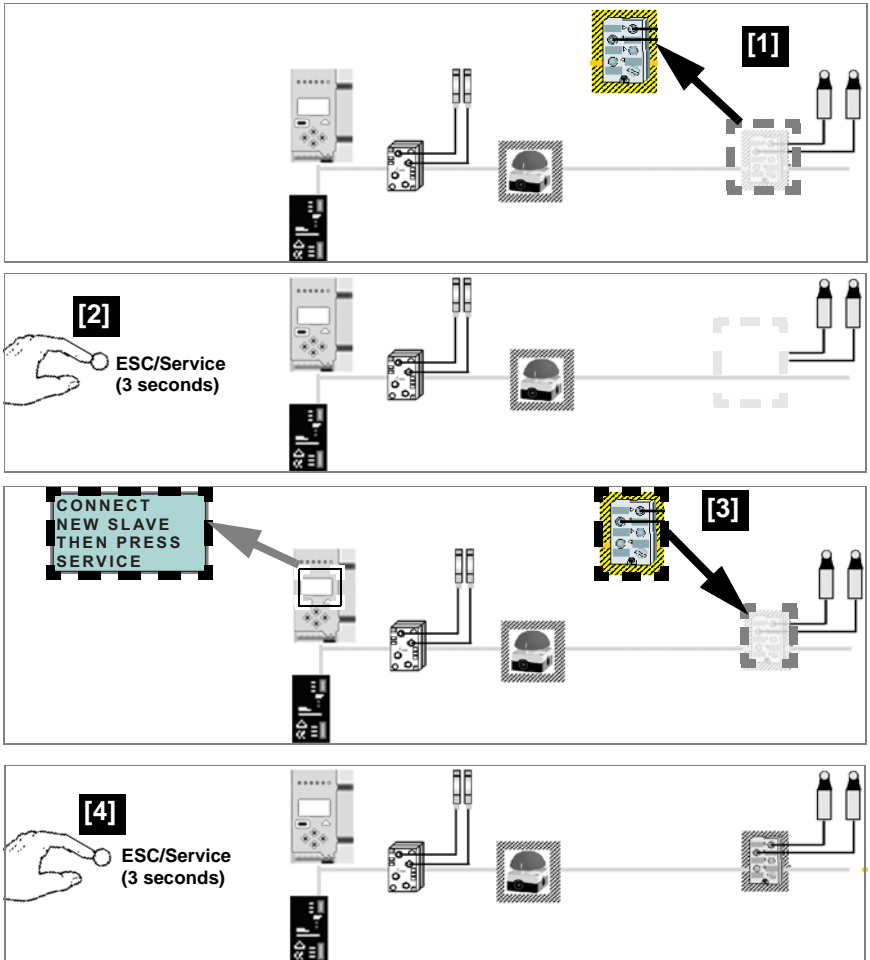 [1]
[2]
ESC/Service
(3 seconds)
CONNECT
NEW SLAVE
THEN PRESS
SERVICE
[3]
[4]
ESC/Service
(3 seconds)